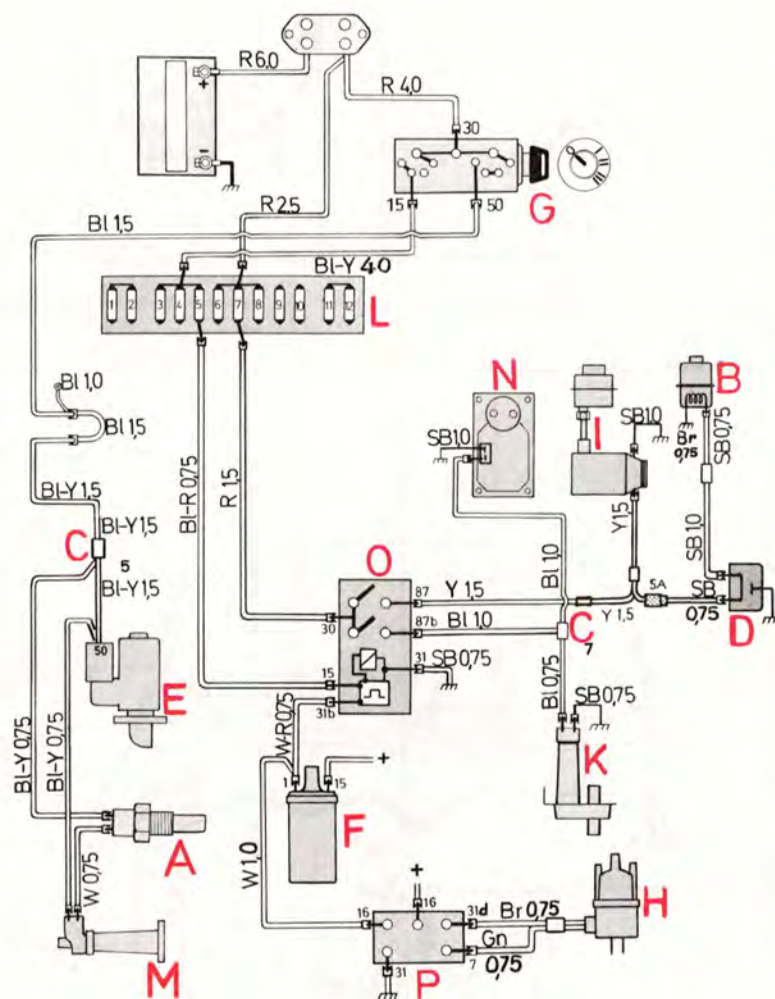 R 6,0
R 4,0
+
−
30
I
II
III
G
15
50
R 2.5
Bl 1,5
Bl-Y 4.0
1 2 3 4 5 6 7 8 9 10 11 12
L
Bl 1,0
Bl 1,5
N
I
B
SB 1,0
SB 1,0
Br 0,75
SB 0,75
Bl-Y 1,5
Bl-Y 1,5
C
5
Bl-Y 1,5
Bl-R 0,75
R 1,5
Bl 1,0
Y 1,5
SB 1,0
O
87
Y 1,5
C
7
Y 1,5
5A
SB 0,75
D
30
87b
Bl 1,0
31
SB 0,75
15
31b
50
E
Bl 0,75
SB 0,75
K
W-R 0,75
1
15
+
F
Bl-Y 0,75
Bl-Y 0,75
A
W 0,75
M
W 1,0
+
16
16
31d
Br 0,75
Gn 0,75
7
31
P
H